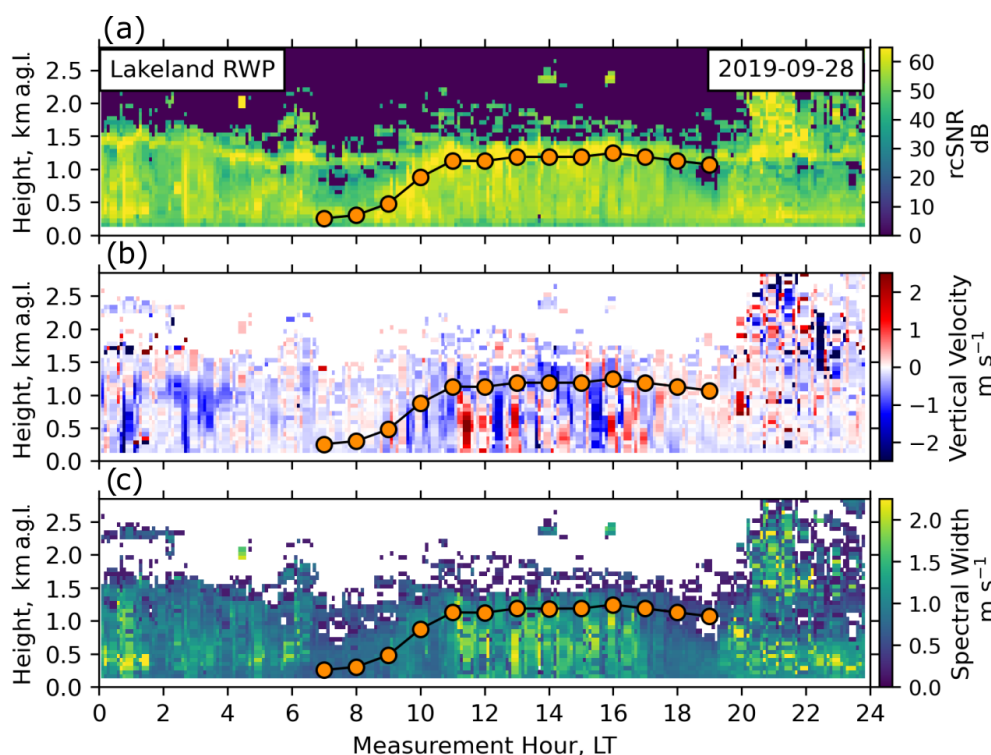 (a)
Height, km a.g.l.
2.5
2.0
1.5
1.0
0.5
0.0
Lakeland RWP
2019-09-28
60
50
40
30
20
10
0
rcSNR
dB
(b)
Height, km a.g.l.
2.5
2.0
1.5
1.0
0.5
0.0
2
1
0
−1
−2
Vertical Velocity
m s⁻¹
(c)
Height, km a.g.l.
2.5
2.0
1.5
1.0
0.5
0.0
2.0
1.5
1.0
0.5
0.0
Spectral Width
m s⁻¹
0 2 4 6 8 10 12 14 16 18 20 22 24
Measurement Hour, LT